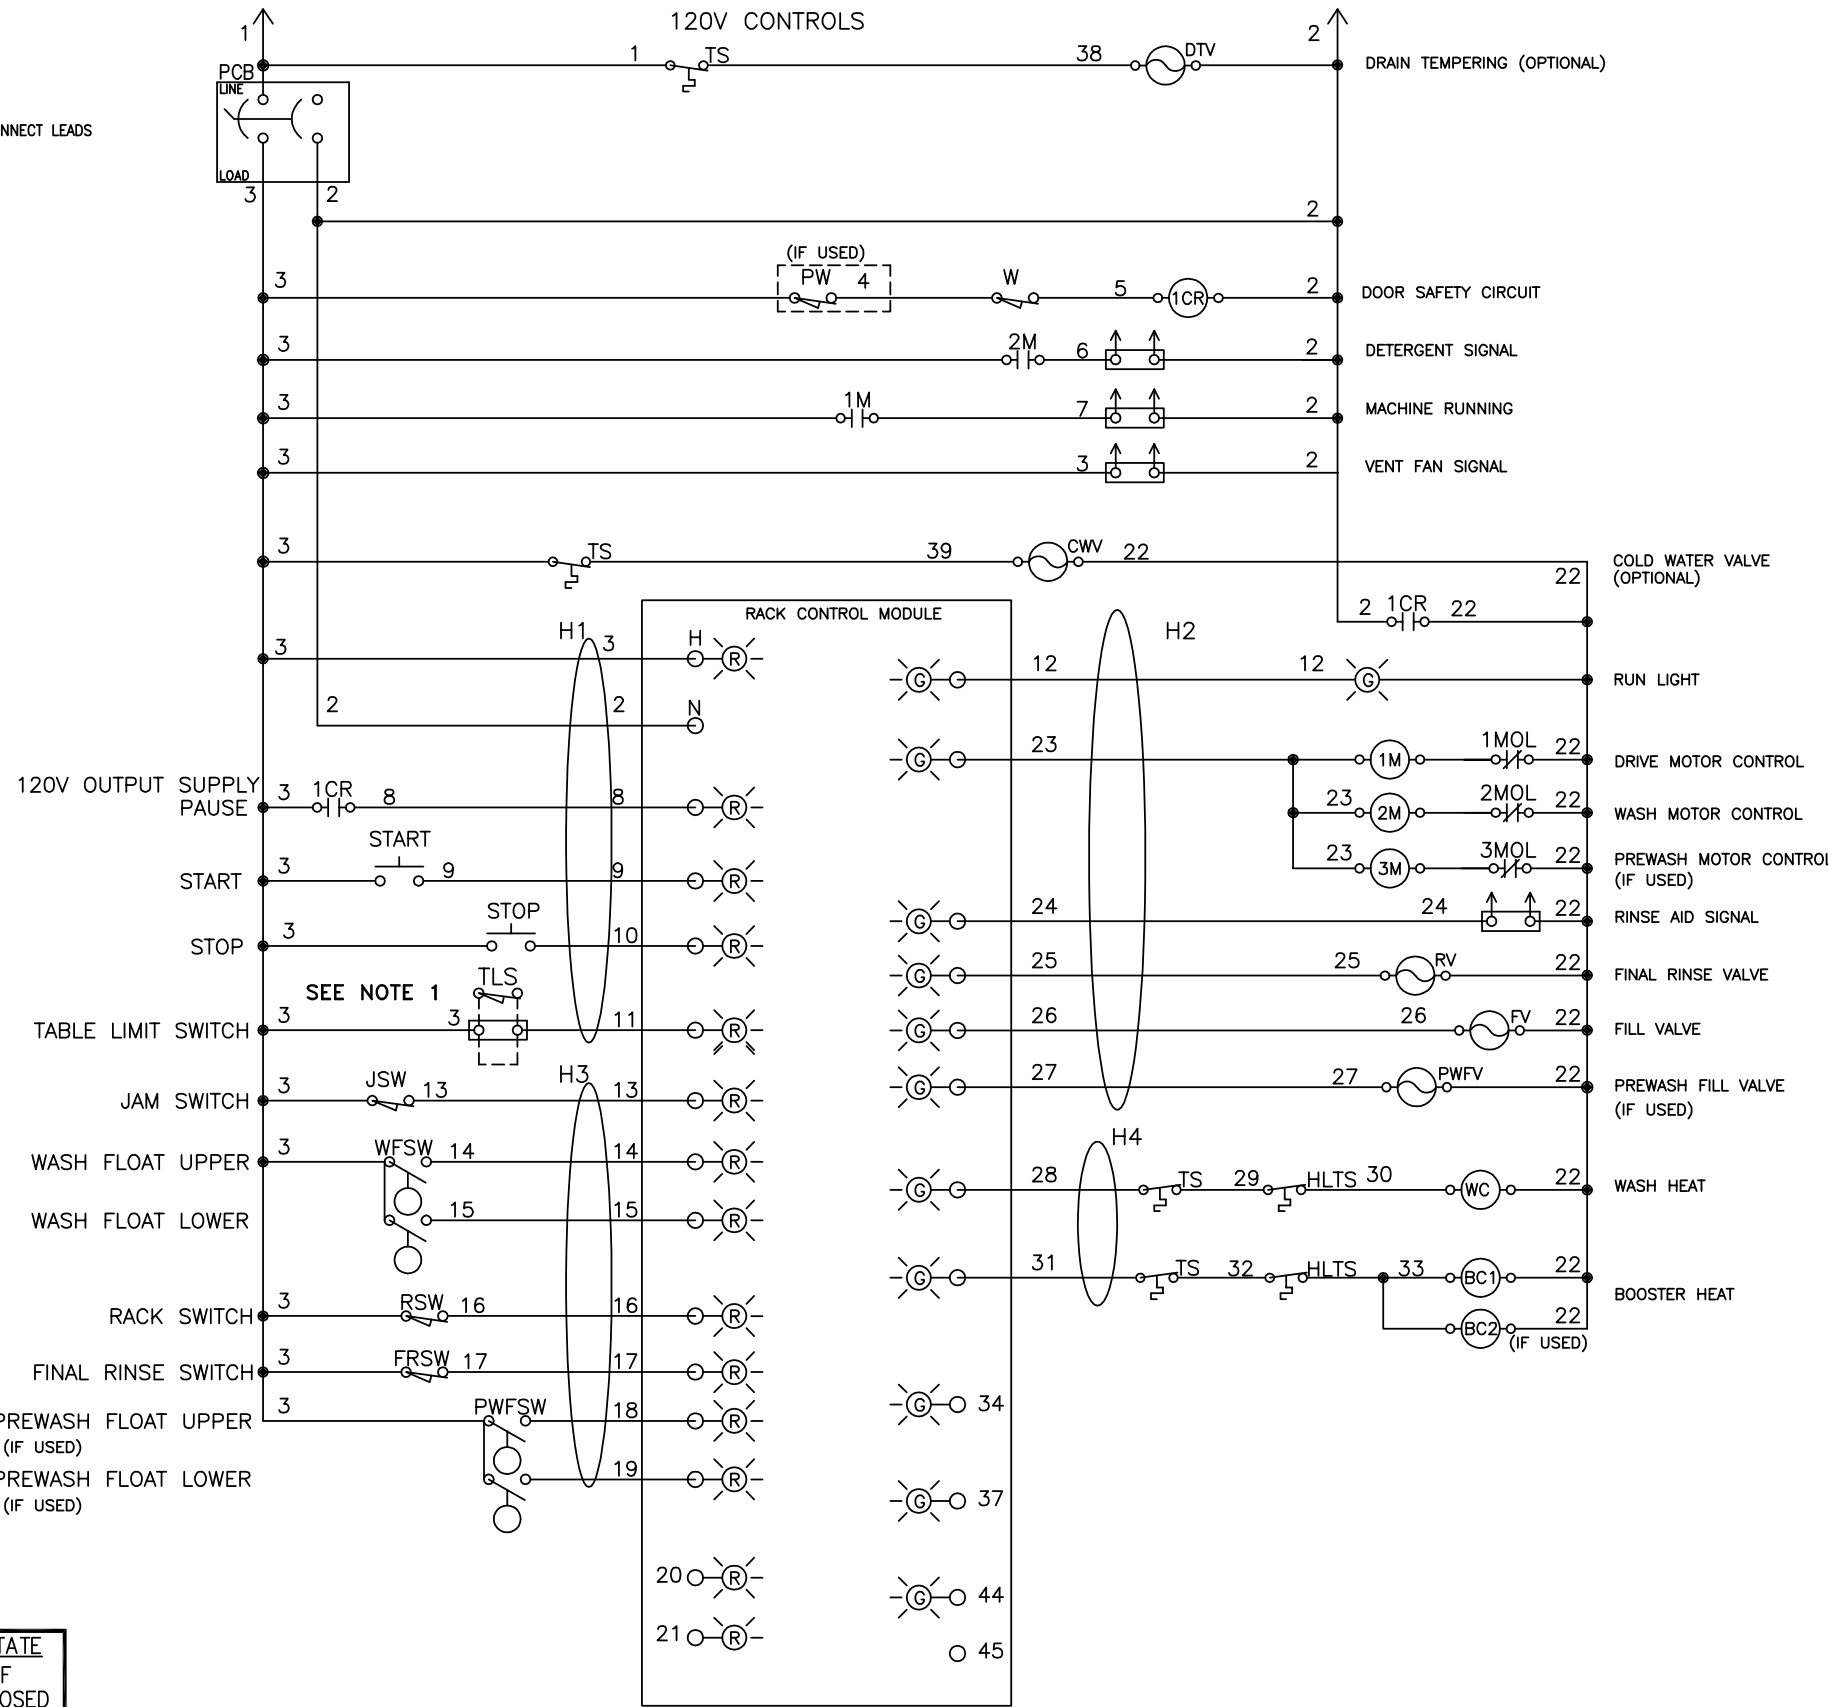 120V CONTROLS
1
1
TS
38
DTV
2
DRAIN TEMPERING (OPTIONAL)
PCB
LINE
NNECT LEADS
LOAD
3
2
2
(IF USED)
3
PW
4
W
5
1CR
2
DOOR SAFETY CIRCUIT
3
2M
6
2
DETERGENT SIGNAL
3
1M
7
2
MACHINE RUNNING
3
3
2
VENT FAN SIGNAL
3
TS
39
CWV
22
22
COLD WATER VALVE
(OPTIONAL)
2
1CR
22
RACK CONTROL MODULE
H1
H2
3
3
H
R
G
12
12
G
RUN LIGHT
2
2
N
G
23
1M
1MOL
22
DRIVE MOTOR CONTROL
120V OUTPUT SUPPLY
PAUSE
3
1CR
8
8
R
23
2M
2MOL
22
WASH MOTOR CONTROL
START
START
3
9
9
R
23
3M
3MOL
22
PREWASH MOTOR CONTROL
(IF USED)
STOP
STOP
3
10
R
G
24
24
22
RINSE AID SIGNAL
SEE NOTE 1
TLS
G
25
25
RV
22
FINAL RINSE VALVE
TABLE LIMIT SWITCH
3
3
11
R
G
26
26
FV
22
FILL VALVE
H3
JAM SWITCH
3
JSW
13
13
R
G
27
27
PWFV
22
PREWASH FILL VALVE
(IF USED)
H4
WASH FLOAT UPPER
3
WFSW
14
14
R
G
28
TS
29
HLTS
30
WC
22
WASH HEAT
WASH FLOAT LOWER
15
15
R
G
31
TS
32
HLTS
33
BC1
22
BOOSTER HEAT
RACK SWITCH
3
RSW
16
16
R
BC2
22
(IF USED)
FINAL RINSE SWITCH
3
FRSW
17
17
R
G
34
PREWASH FLOAT UPPER
(IF USED)
3
PWFSW
18
R
PREWASH FLOAT LOWER
(IF USED)
19
R
G
37
20
R
G
44
21
R
45
TATE
F
OSED